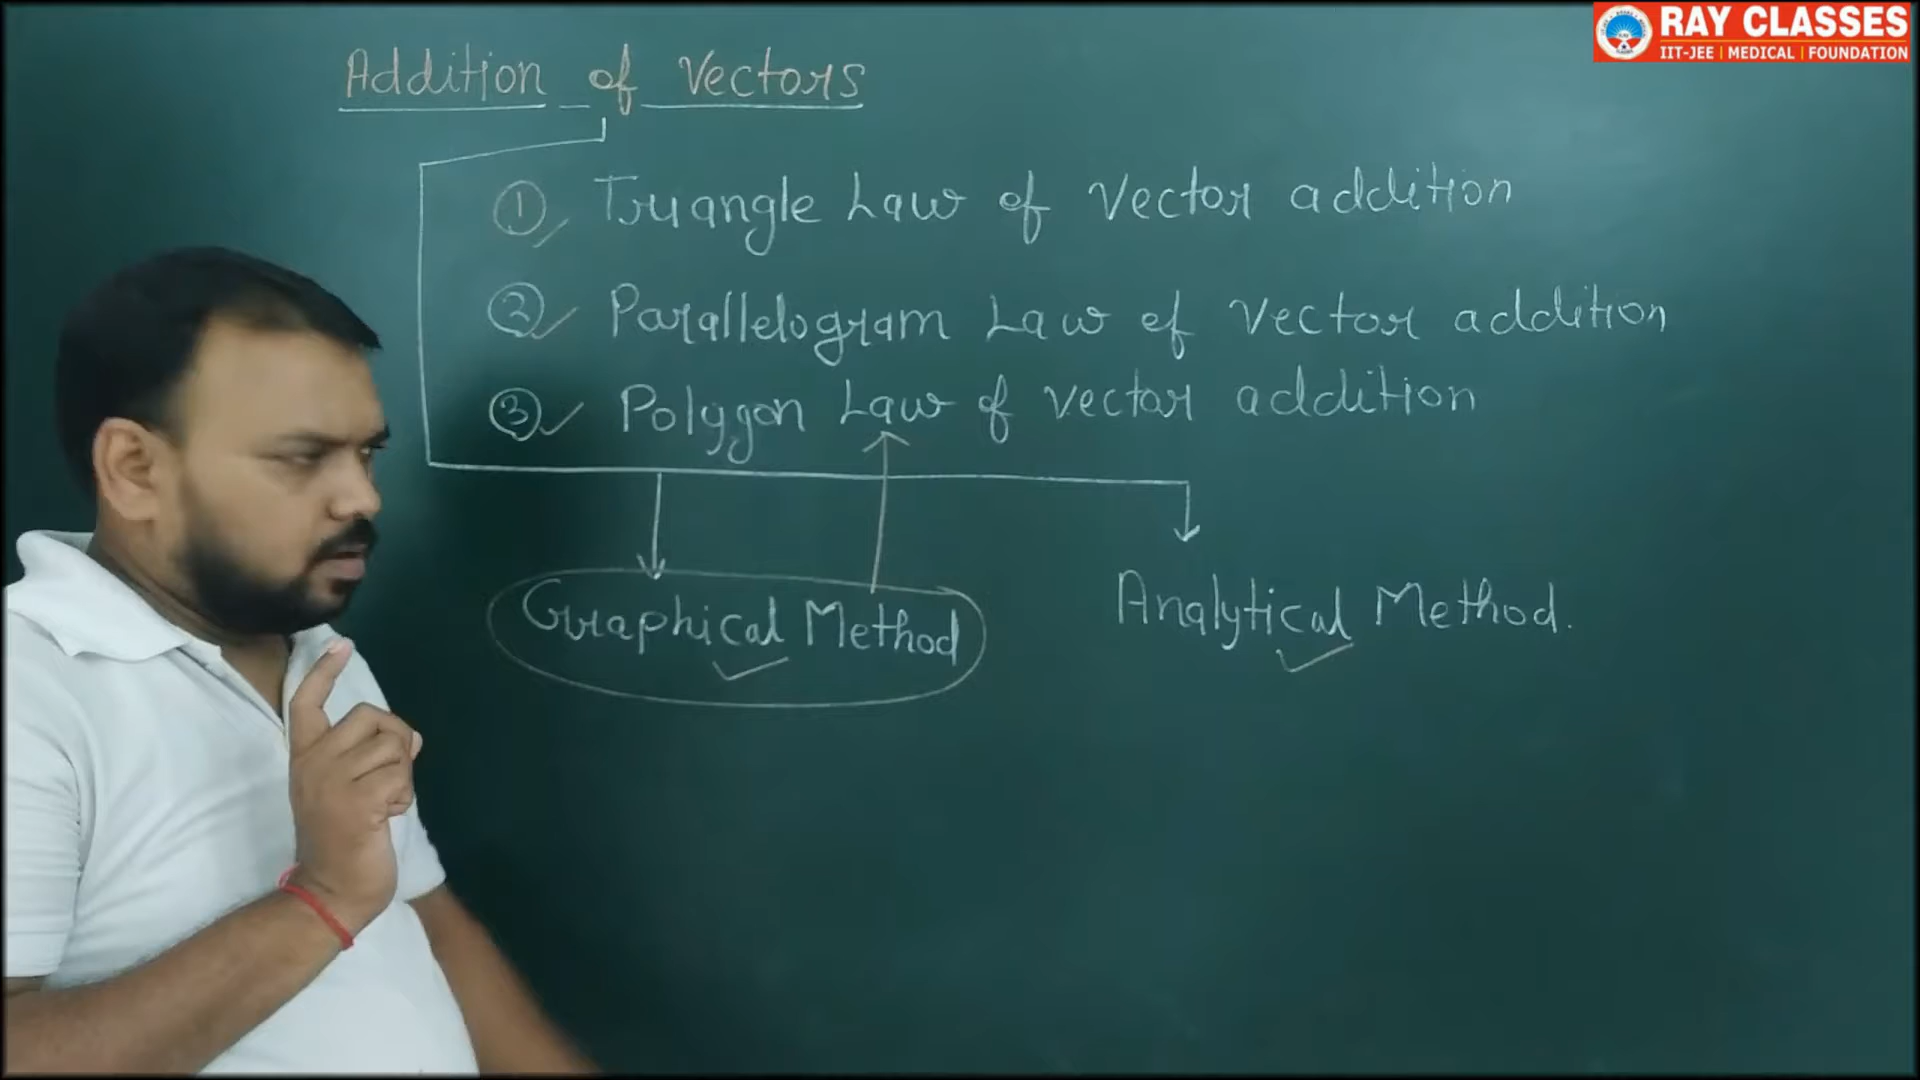 RAY CLASSES
IIT-JEE | MEDICAL | FOUNDATION
Addition of Vectors
① Triangle Law of Vector addition
② Parallelogram Law of Vector addition
③ Polygon Law of vector addition
Graphical Method
Analytical Method.